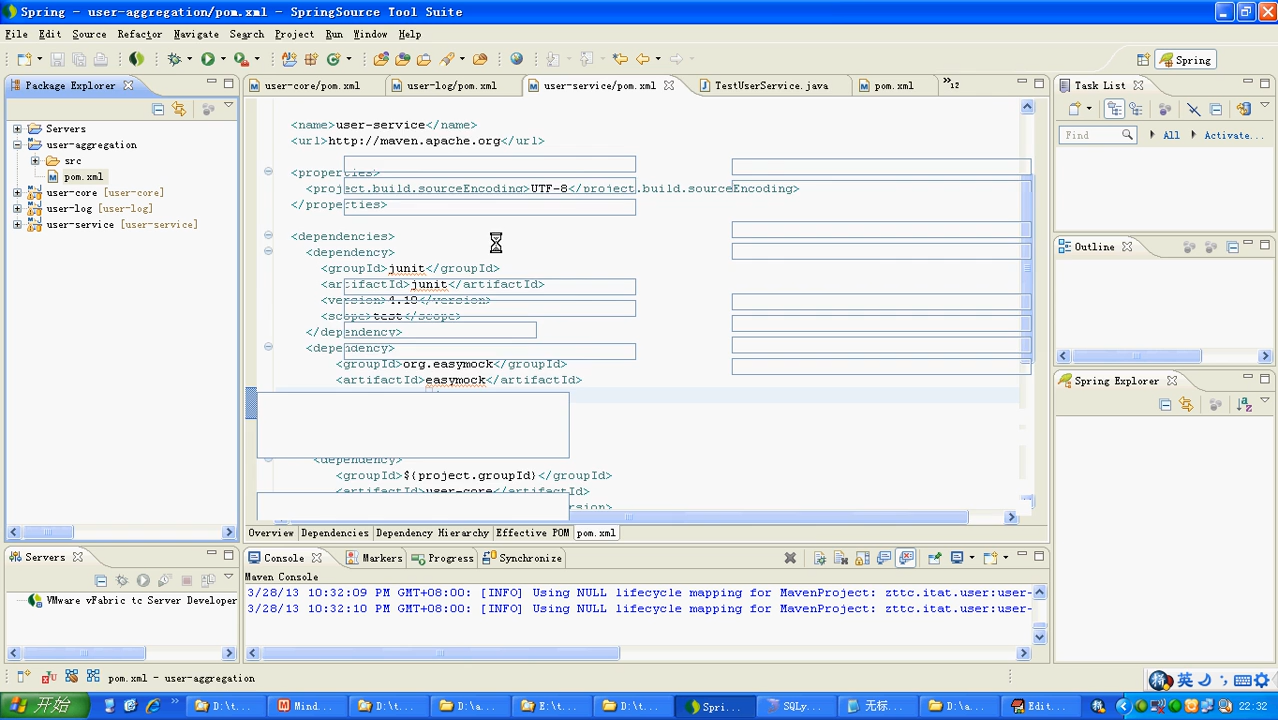 Spring - user-aggregation/pom.xml - SpringSource Tool Suite
File Edit Source Refactor Navigate Search Project Run Window Help
Spring
Package Explorer
user-core/pom.xml
user-log/pom.xml
user-service/pom.xml
TestUserService.java
pom.xml
»12
Task List
Servers
user-aggregation
src
pom.xml
user-core [user-core]
user-log [user-log]
user-service [user-service]
<name>user-service</name>
<url>http://maven.apache.org</url>
<properties>
<project.build.sourceEncoding>UTF-8</project.build.sourceEncoding>
</properties>
<dependencies>
<dependency>
<groupId>junit</groupId>
<artifactId>junit</artifactId>
<version>4.10</version>
<scope>test</scope>
</dependency>
<dependency>
<groupId>org.easymock</groupId>
<artifactId>easymock</artifactId>
<dependency>
<groupId>${project.groupId}</groupId>
<artifactId>user-core</artifactId>
Find
All
Activate...
Outline
Spring Explorer
Overview Dependencies Dependency Hierarchy Effective POM pom.xml
Servers
VMware vFabric tc Server Developer
Console
Markers
Progress
Synchronize
Maven Console
3/28/13 10:32:09 PM GMT+08:00: [INFO] Using NULL lifecycle mapping for MavenProject: zttc.itat.user:user-
3/28/13 10:32:10 PM GMT+08:00: [INFO] Using NULL lifecycle mapping for MavenProject: zttc.itat.user:user-
pom.xml - user-aggregation
英
开始
D:\t...
Mind...
D:\t...
D:\a...
E:\t...
D:\t...
Spri...
SQLy...
无标...
D:\a...
Edit...
22:32